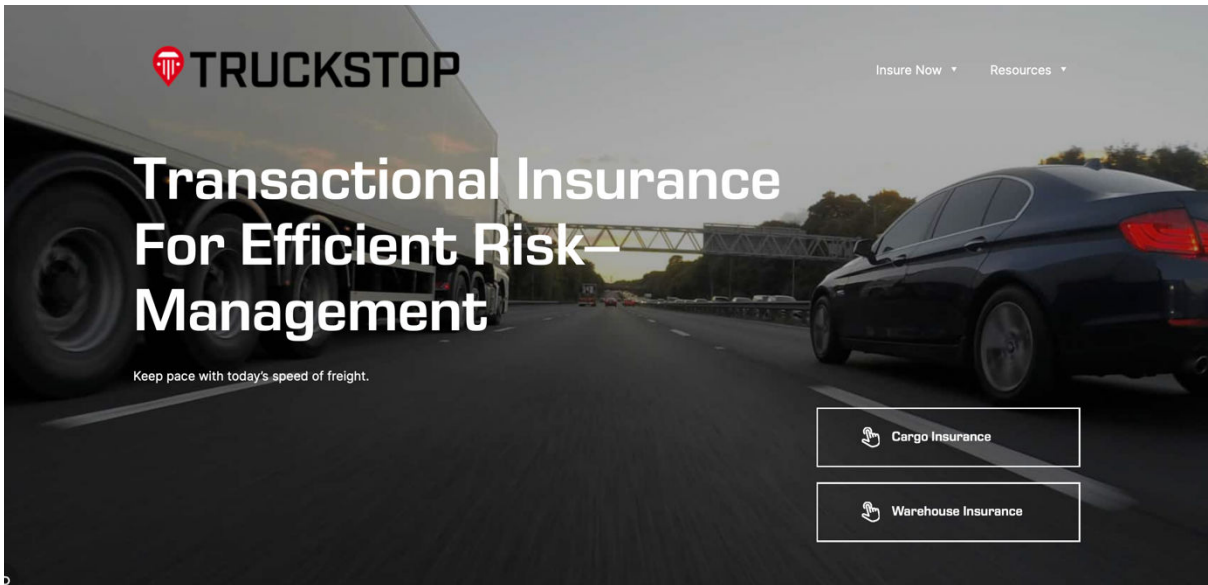 TRUCKSTOP
Insure Now
Resources
Transactional Insurance
For Efficient Risk–
Management
Keep pace with today's speed of freight.
Cargo Insurance
Warehouse Insurance